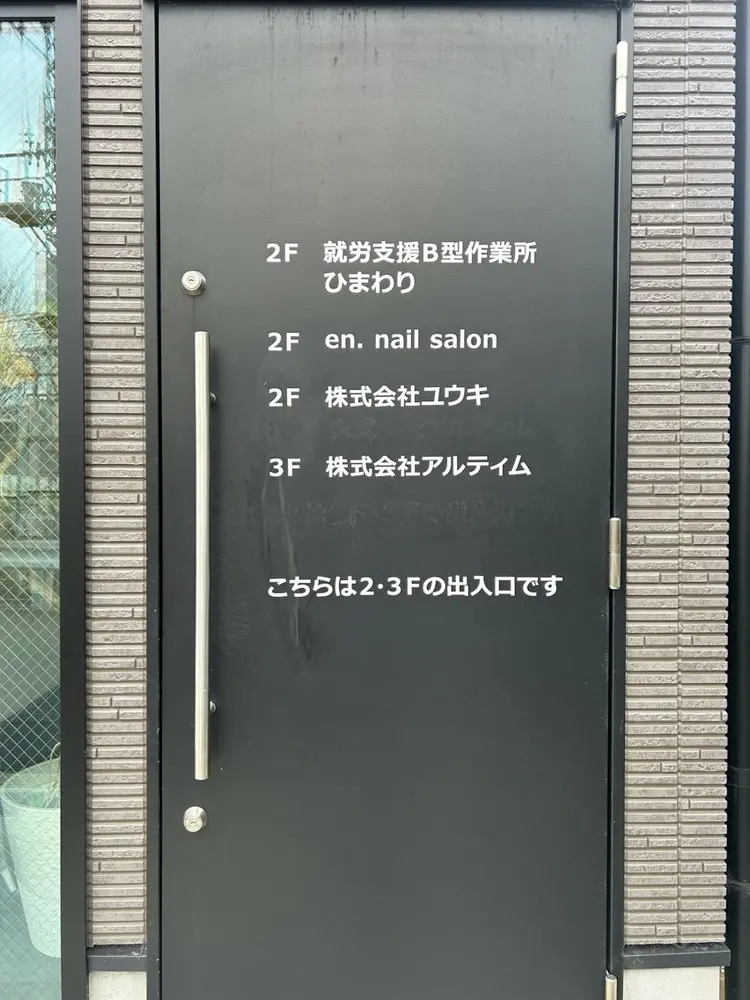 2F 就労支援B型作業所
ひまわり
2F en. nail salon
2F 株式会社ユウキ
3F 株式会社アルティム
こちらは2・3Fの出入口です